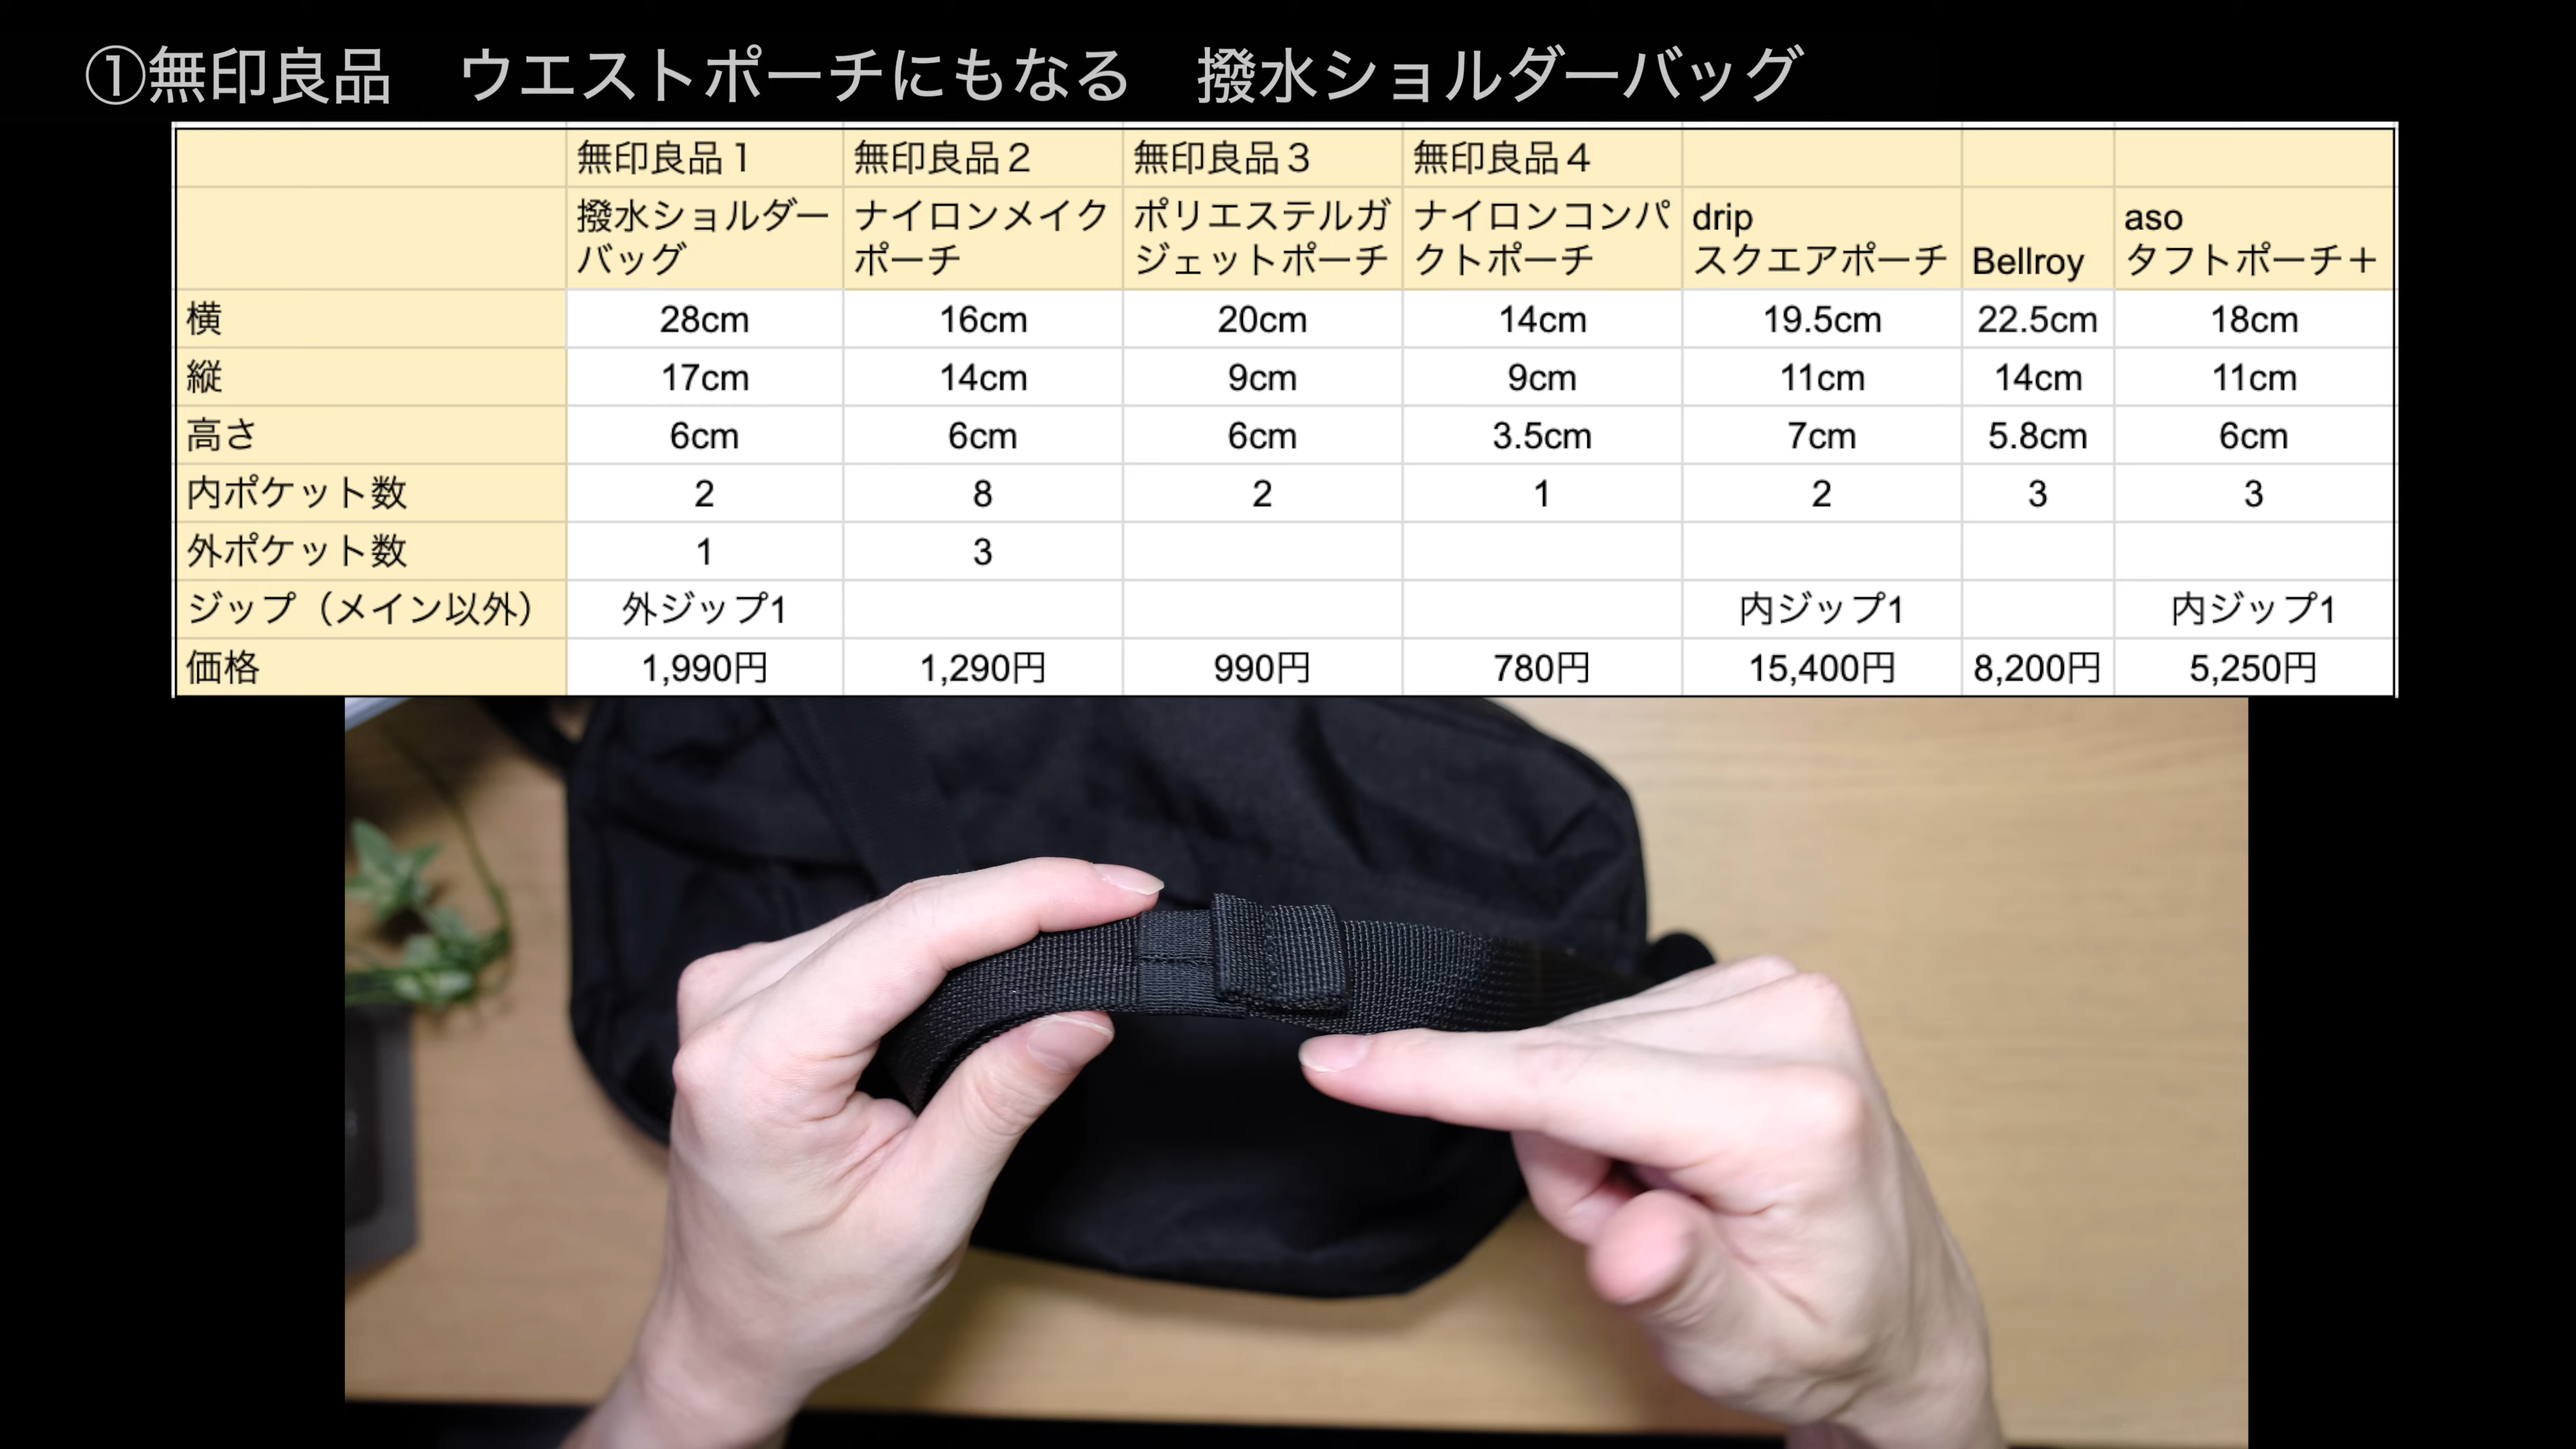 ①無印良品　ウエストポーチにもなる　撥水ショルダーバッグ
無印良品１ 無印良品２ 無印良品３ 無印良品４
撥水ショルダー ナイロンメイク ポリエステルガ ナイロンコンパ drip aso
バッグ ポーチ ジェットポーチ クトポーチ スクエアポーチ Bellroy タフトポーチ＋
横 28cm 16cm 20cm 14cm 19.5cm 22.5cm 18cm
縦 17cm 14cm 9cm 9cm 11cm 14cm 11cm
高さ 6cm 6cm 6cm 3.5cm 7cm 5.8cm 6cm
内ポケット数 2 8 2 1 2 3 3
外ポケット数 1 3
ジップ（メイン以外） 外ジップ1 内ジップ1 内ジップ1
価格 1,990円 1,290円 990円 780円 15,400円 8,200円 5,250円